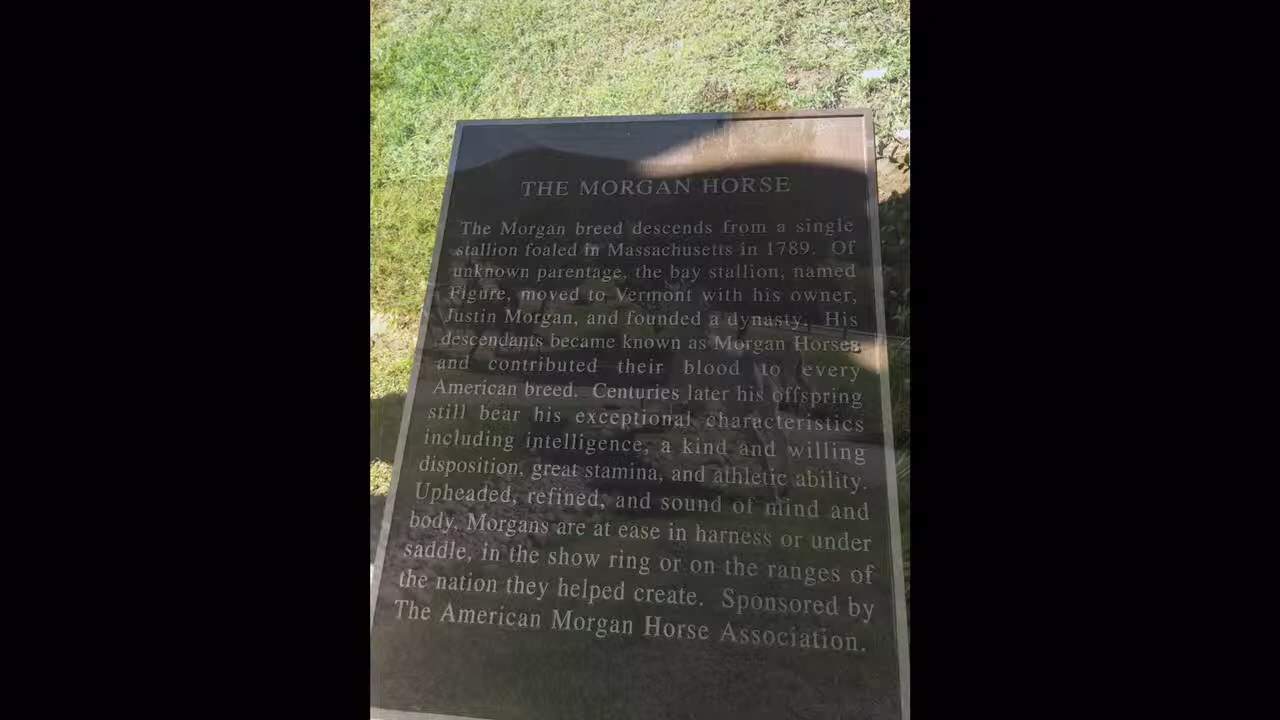 THE MORGAN HORSE
The Morgan breed descends from a single
stallion foaled in Massachusetts in 1789. Of
unknown parentage, the bay stallion, named
Figure, moved to Vermont with his owner,
Justin Morgan, and founded a dynasty. His
descendants became known as Morgan Horses
and contributed their blood to every
American breed. Centuries later his offspring
still bear his exceptional characteristics
including intelligence, a kind and willing
disposition, great stamina, and athletic ability.
Upheaded, refined, and sound of mind and
body, Morgans are at ease in harness or under
saddle, in the show ring or on the ranges of
the nation they helped create. Sponsored by
The American Morgan Horse Association.